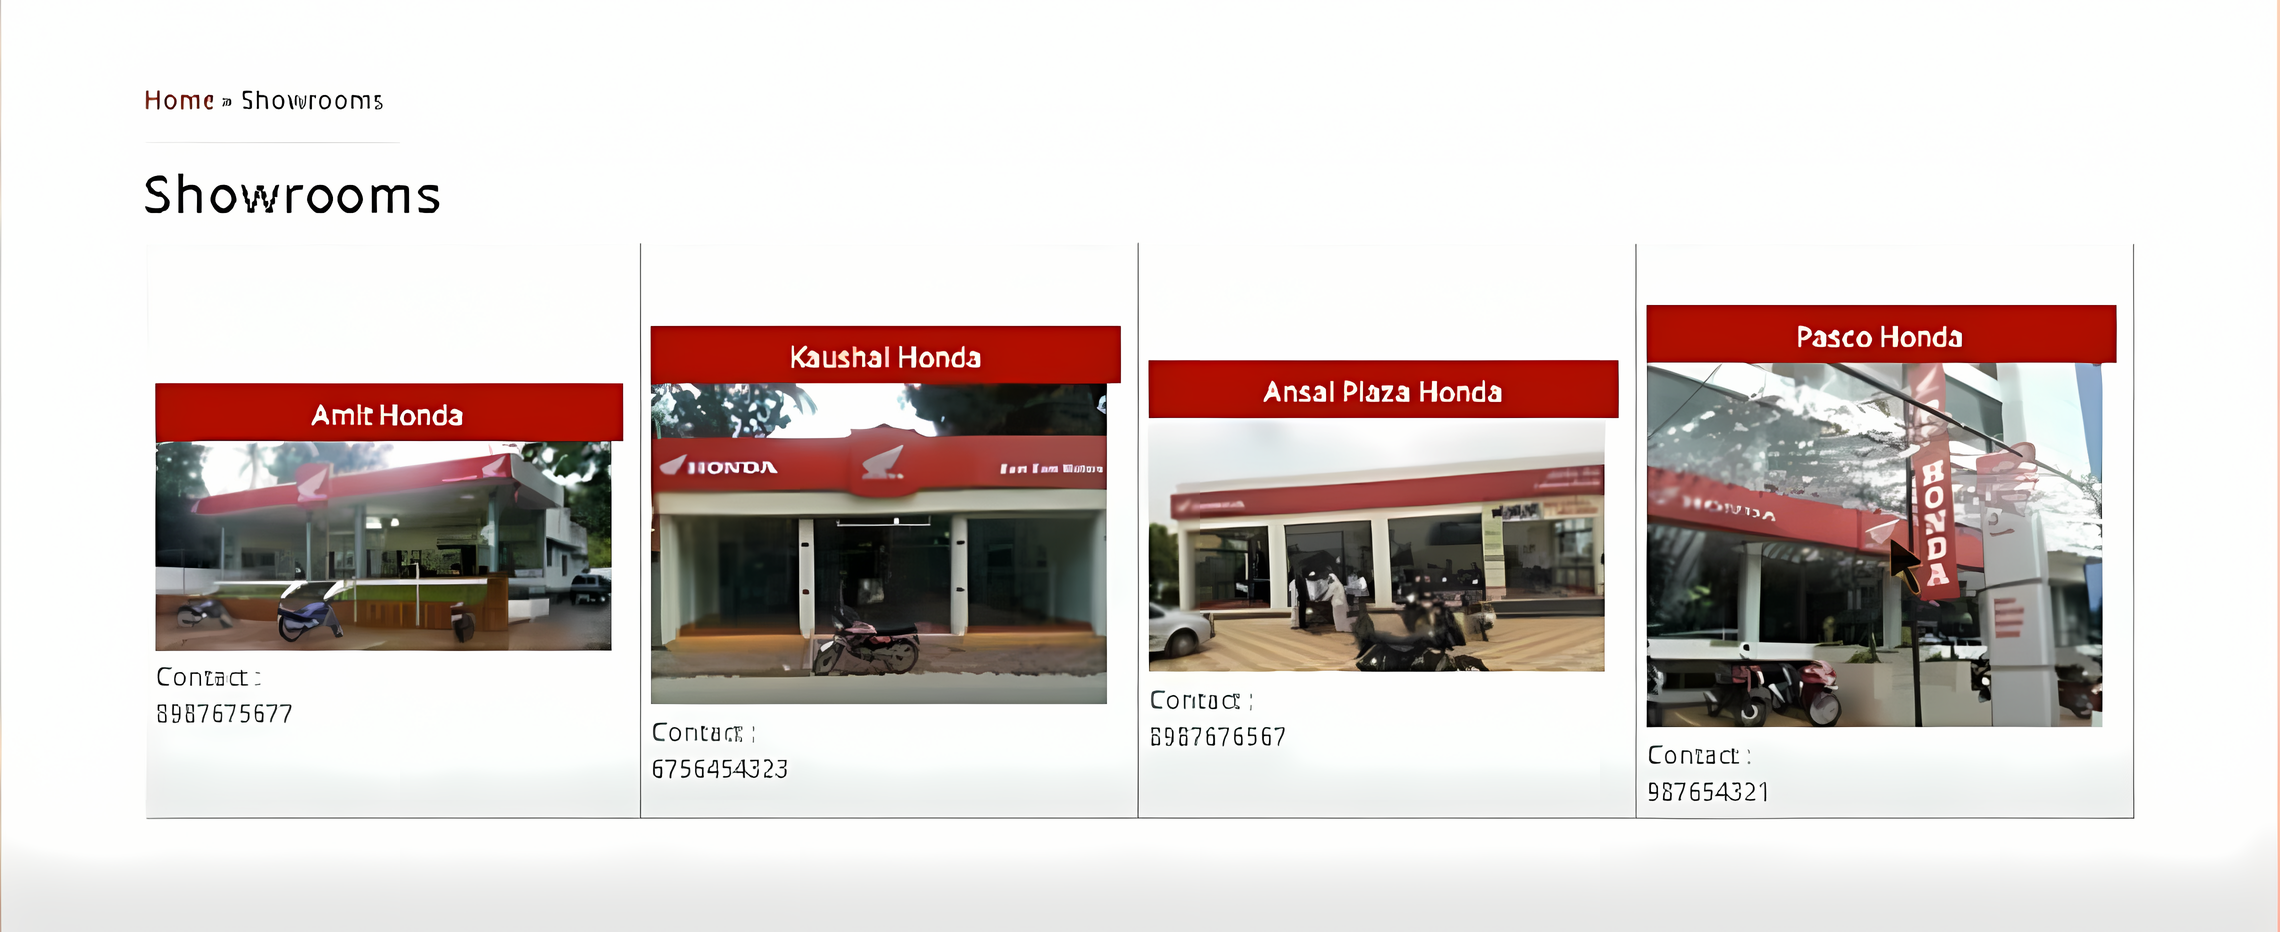 Home » Showrooms
Showrooms
Amit Honda
Contact :
8987675677
Kaushal Honda
HONDA
Contact :
6756454323
Ansal Plaza Honda
Contact :
8987676567
Pasco Honda
HONDA
HONDA
Contact :
987654321